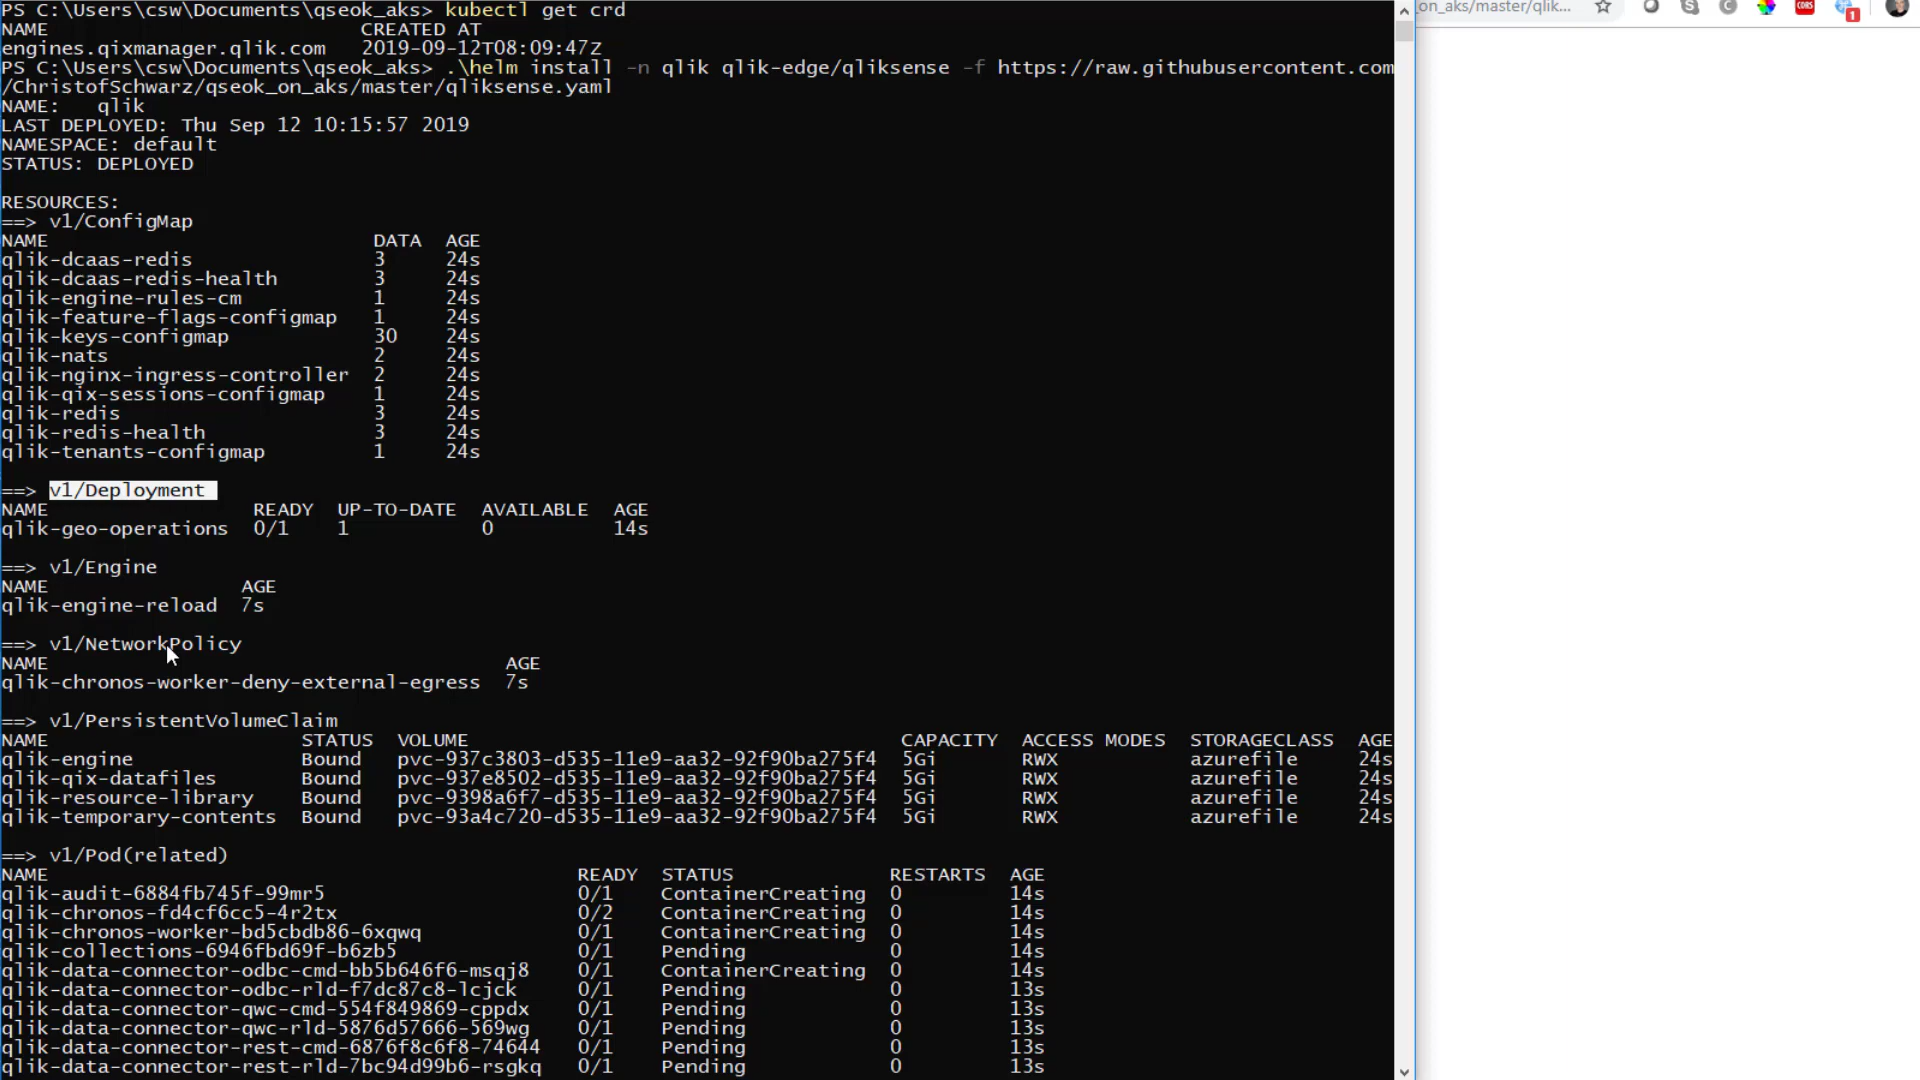 PS C:\Users\csw\Documents\qseok_aks> kubectl get crd
NAME CREATED AT
engines.qixmanager.qlik.com 2019-09-12T08:09:47Z
PS C:\Users\csw\Documents\qseok_aks> .\helm install -n qlik qlik-edge/qliksense -f https://raw.githubusercontent.com
/ChristofSchwarz/qseok_on_aks/master/qliksense.yaml
NAME: qlik
LAST DEPLOYED: Thu Sep 12 10:15:57 2019
NAMESPACE: default
STATUS: DEPLOYED
RESOURCES:
==> v1/ConfigMap
NAME DATA AGE
qlik-dcaas-redis 3 24s
qlik-dcaas-redis-health 3 24s
qlik-engine-rules-cm 1 24s
qlik-feature-flags-configmap 1 24s
qlik-keys-configmap 30 24s
qlik-nats 2 24s
qlik-nginx-ingress-controller 2 24s
qlik-qix-sessions-configmap 1 24s
qlik-redis 3 24s
qlik-redis-health 3 24s
qlik-tenants-configmap 1 24s
==> v1/Deployment
NAME READY UP-TO-DATE AVAILABLE AGE
qlik-geo-operations 0/1 1 0 14s
==> v1/Engine
NAME AGE
qlik-engine-reload 7s
==> v1/NetworkPolicy
NAME AGE
qlik-chronos-worker-deny-external-egress 7s
==> v1/PersistentVolumeClaim
NAME STATUS VOLUME CAPACITY ACCESS MODES STORAGECLASS AGE
qlik-engine Bound pvc-937c3803-d535-11e9-aa32-92f90ba275f4 5Gi RWX azurefile 24s
qlik-qix-datafiles Bound pvc-937e8502-d535-11e9-aa32-92f90ba275f4 5Gi RWX azurefile 24s
qlik-resource-library Bound pvc-9398a6f7-d535-11e9-aa32-92f90ba275f4 5Gi RWX azurefile 24s
qlik-temporary-contents Bound pvc-93a4c720-d535-11e9-aa32-92f90ba275f4 5Gi RWX azurefile 24s
==> v1/Pod(related)
NAME READY STATUS RESTARTS AGE
qlik-audit-6884fb745f-99mr5 0/1 ContainerCreating 0 14s
qlik-chronos-fd4cf6cc5-4r2tx 0/2 ContainerCreating 0 14s
qlik-chronos-worker-bd5cbdb86-6xqwq 0/1 ContainerCreating 0 14s
qlik-collections-6946fbd69f-b6zb5 0/1 Pending 0 14s
qlik-data-connector-odbc-cmd-bb5b646f6-msqj8 0/1 ContainerCreating 0 14s
qlik-data-connector-odbc-rld-f7dc87c8-lcjck 0/1 Pending 0 13s
qlik-data-connector-qwc-cmd-554f849869-cppdx 0/1 Pending 0 13s
qlik-data-connector-qwc-rld-5876d57666-569wg 0/1 Pending 0 13s
qlik-data-connector-rest-cmd-6876f8c6f8-74644 0/1 Pending 0 13s
qlik-data-connector-rest-rld-7bc94d99b6-rsgkq 0/1 Pending 0 13s
_on_aks/master/qlik...
CORS
1